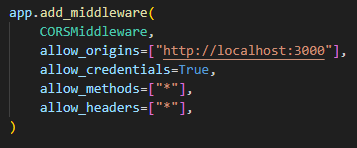 app.add_middleware(
    CORSMiddleware,
    allow_origins=["http://localhost:3000"],
    allow_credentials=True,
    allow_methods=["*"],
    allow_headers=["*"],
)